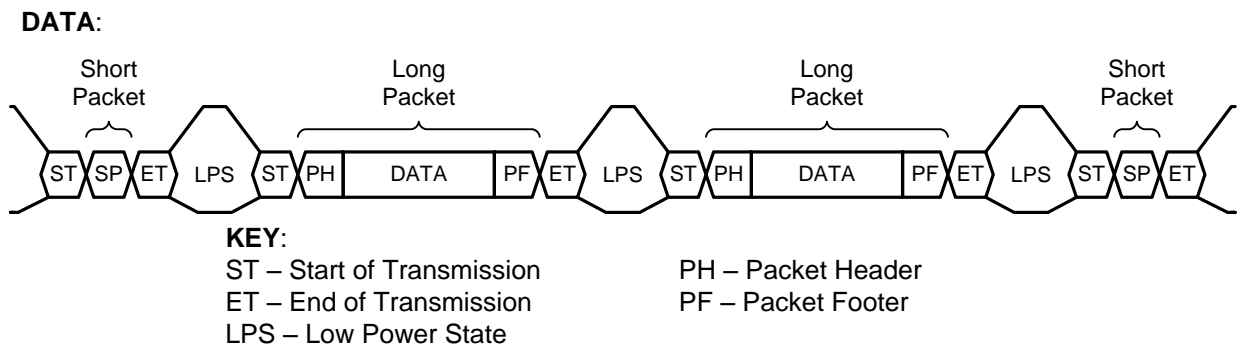 DATA:
Short
Packet
Long
Packet
Long
Packet
Short
Packet
ST SP ET LPS ST PH DATA PF ET LPS ST PH DATA PF ET LPS ST SP ET
KEY:
ST – Start of Transmission
ET – End of Transmission
LPS – Low Power State
PH – Packet Header
PF – Packet Footer